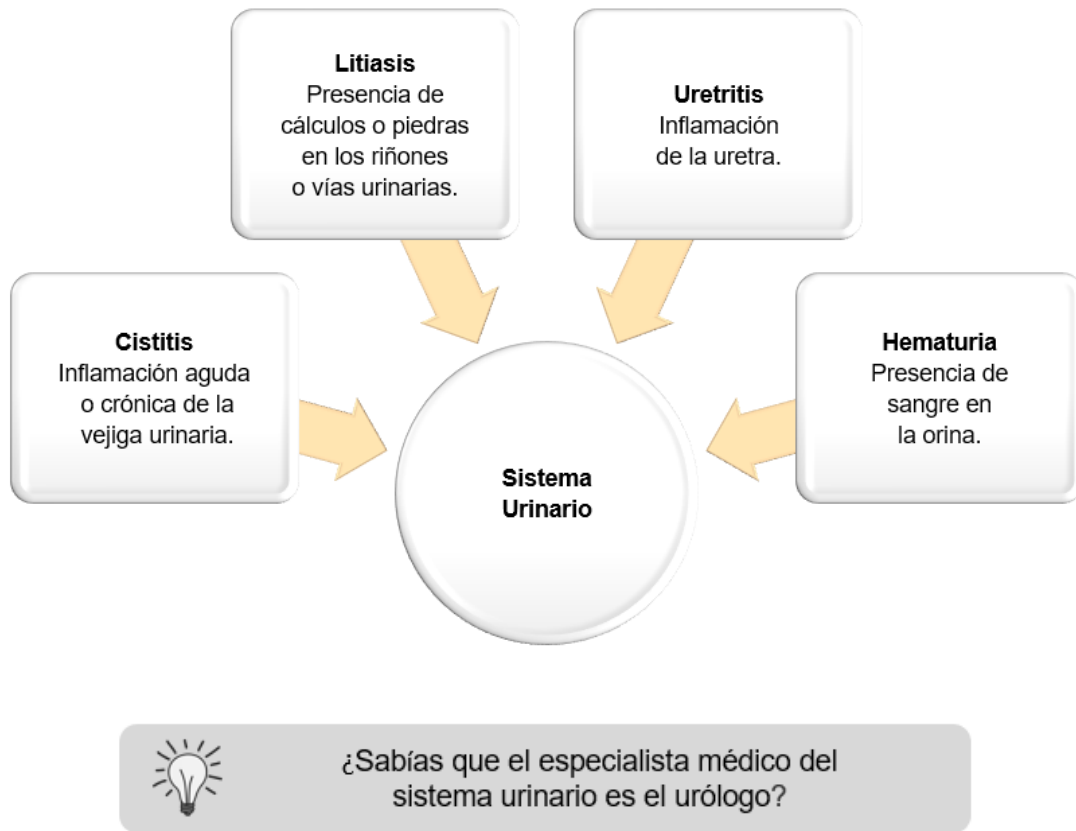 Litiasis
Presencia de
cálculos o piedras
en los riñones
o vías urinarias.
Uretritis
Inflamación
de la uretra.
Cistitis
Inflamación aguda
o crónica de la
vejiga urinaria.
Hematuria
Presencia de
sangre en
la orina.
Sistema
Urinario
¿Sabías que el especialista médico del
sistema urinario es el urólogo?